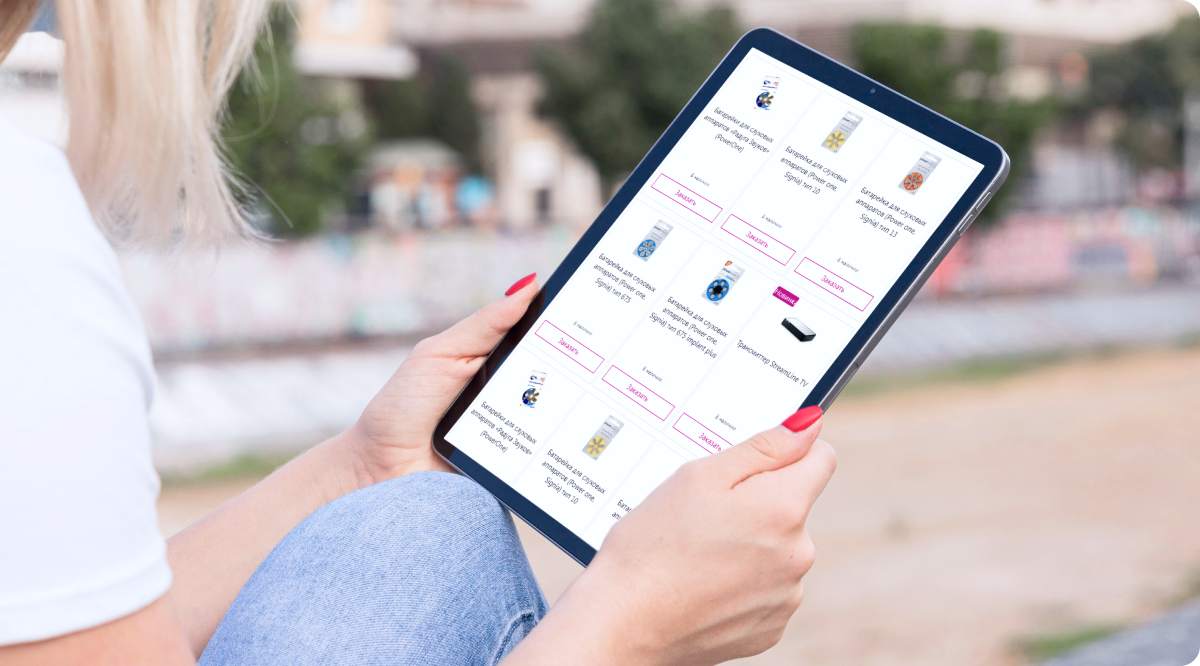 Батарейки для слуховых
аппаратов «Радуга Звуков»
(PowerOne)
В наличии
Заказать
Батарейка для слуховых
аппаратов (Power one,
Signia) тип 10
В наличии
Заказать
Батарейка для слуховых
аппаратов (Power one,
Signia) тип 13
В наличии
Заказать
Батарейка для слуховых
аппаратов (Power one,
Signia) тип 675
В наличии
Заказать
Батарейка для слуховых
аппаратов (Power one,
Signia) тип 675 implant plus
В наличии
Заказать
Новинка
Трансмиттер StreamLine TV
В наличии
Заказать
Батарейки для слуховых
аппаратов «Радуга Звуков»
(PowerOne)
Батарейка для слуховых
аппаратов (Power one,
Signia) тип 10